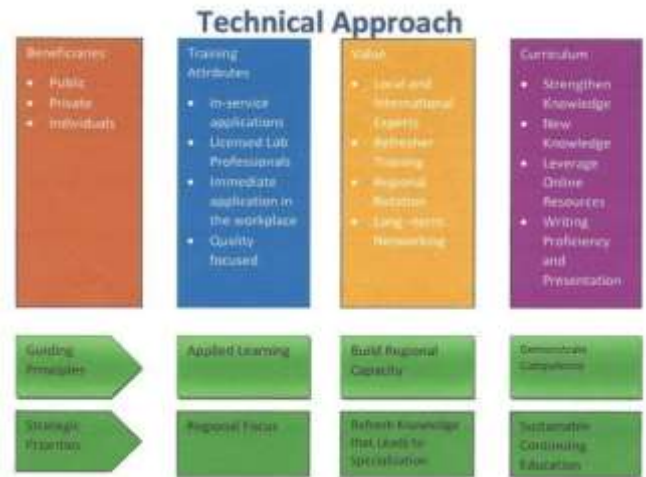 Technical Approach
Beneficiaries
• Public
• Private
• Individuals
Training
Attributes
• In-service
applications
• Licensed Lab
Professionals
• Immediate
application in
the workplace
• Quality
focused
Value
• Local and
International
Experts
• Refresher
Training
• Regional
Rotation
• Long-term
Networking
Curriculum
• Strengthen
Knowledge
• New
Knowledge
• Leverage
Online
Resources
• Writing
Proficiency
and
Presentation
Guiding
Principles
Applied Learning
Build Regional
Capacity
Demonstrate
Competence
Strategic
Priorities
Regional Focus
Refresh Knowledge
that Leads to
Specialization
Sustainable
Continuing
Education